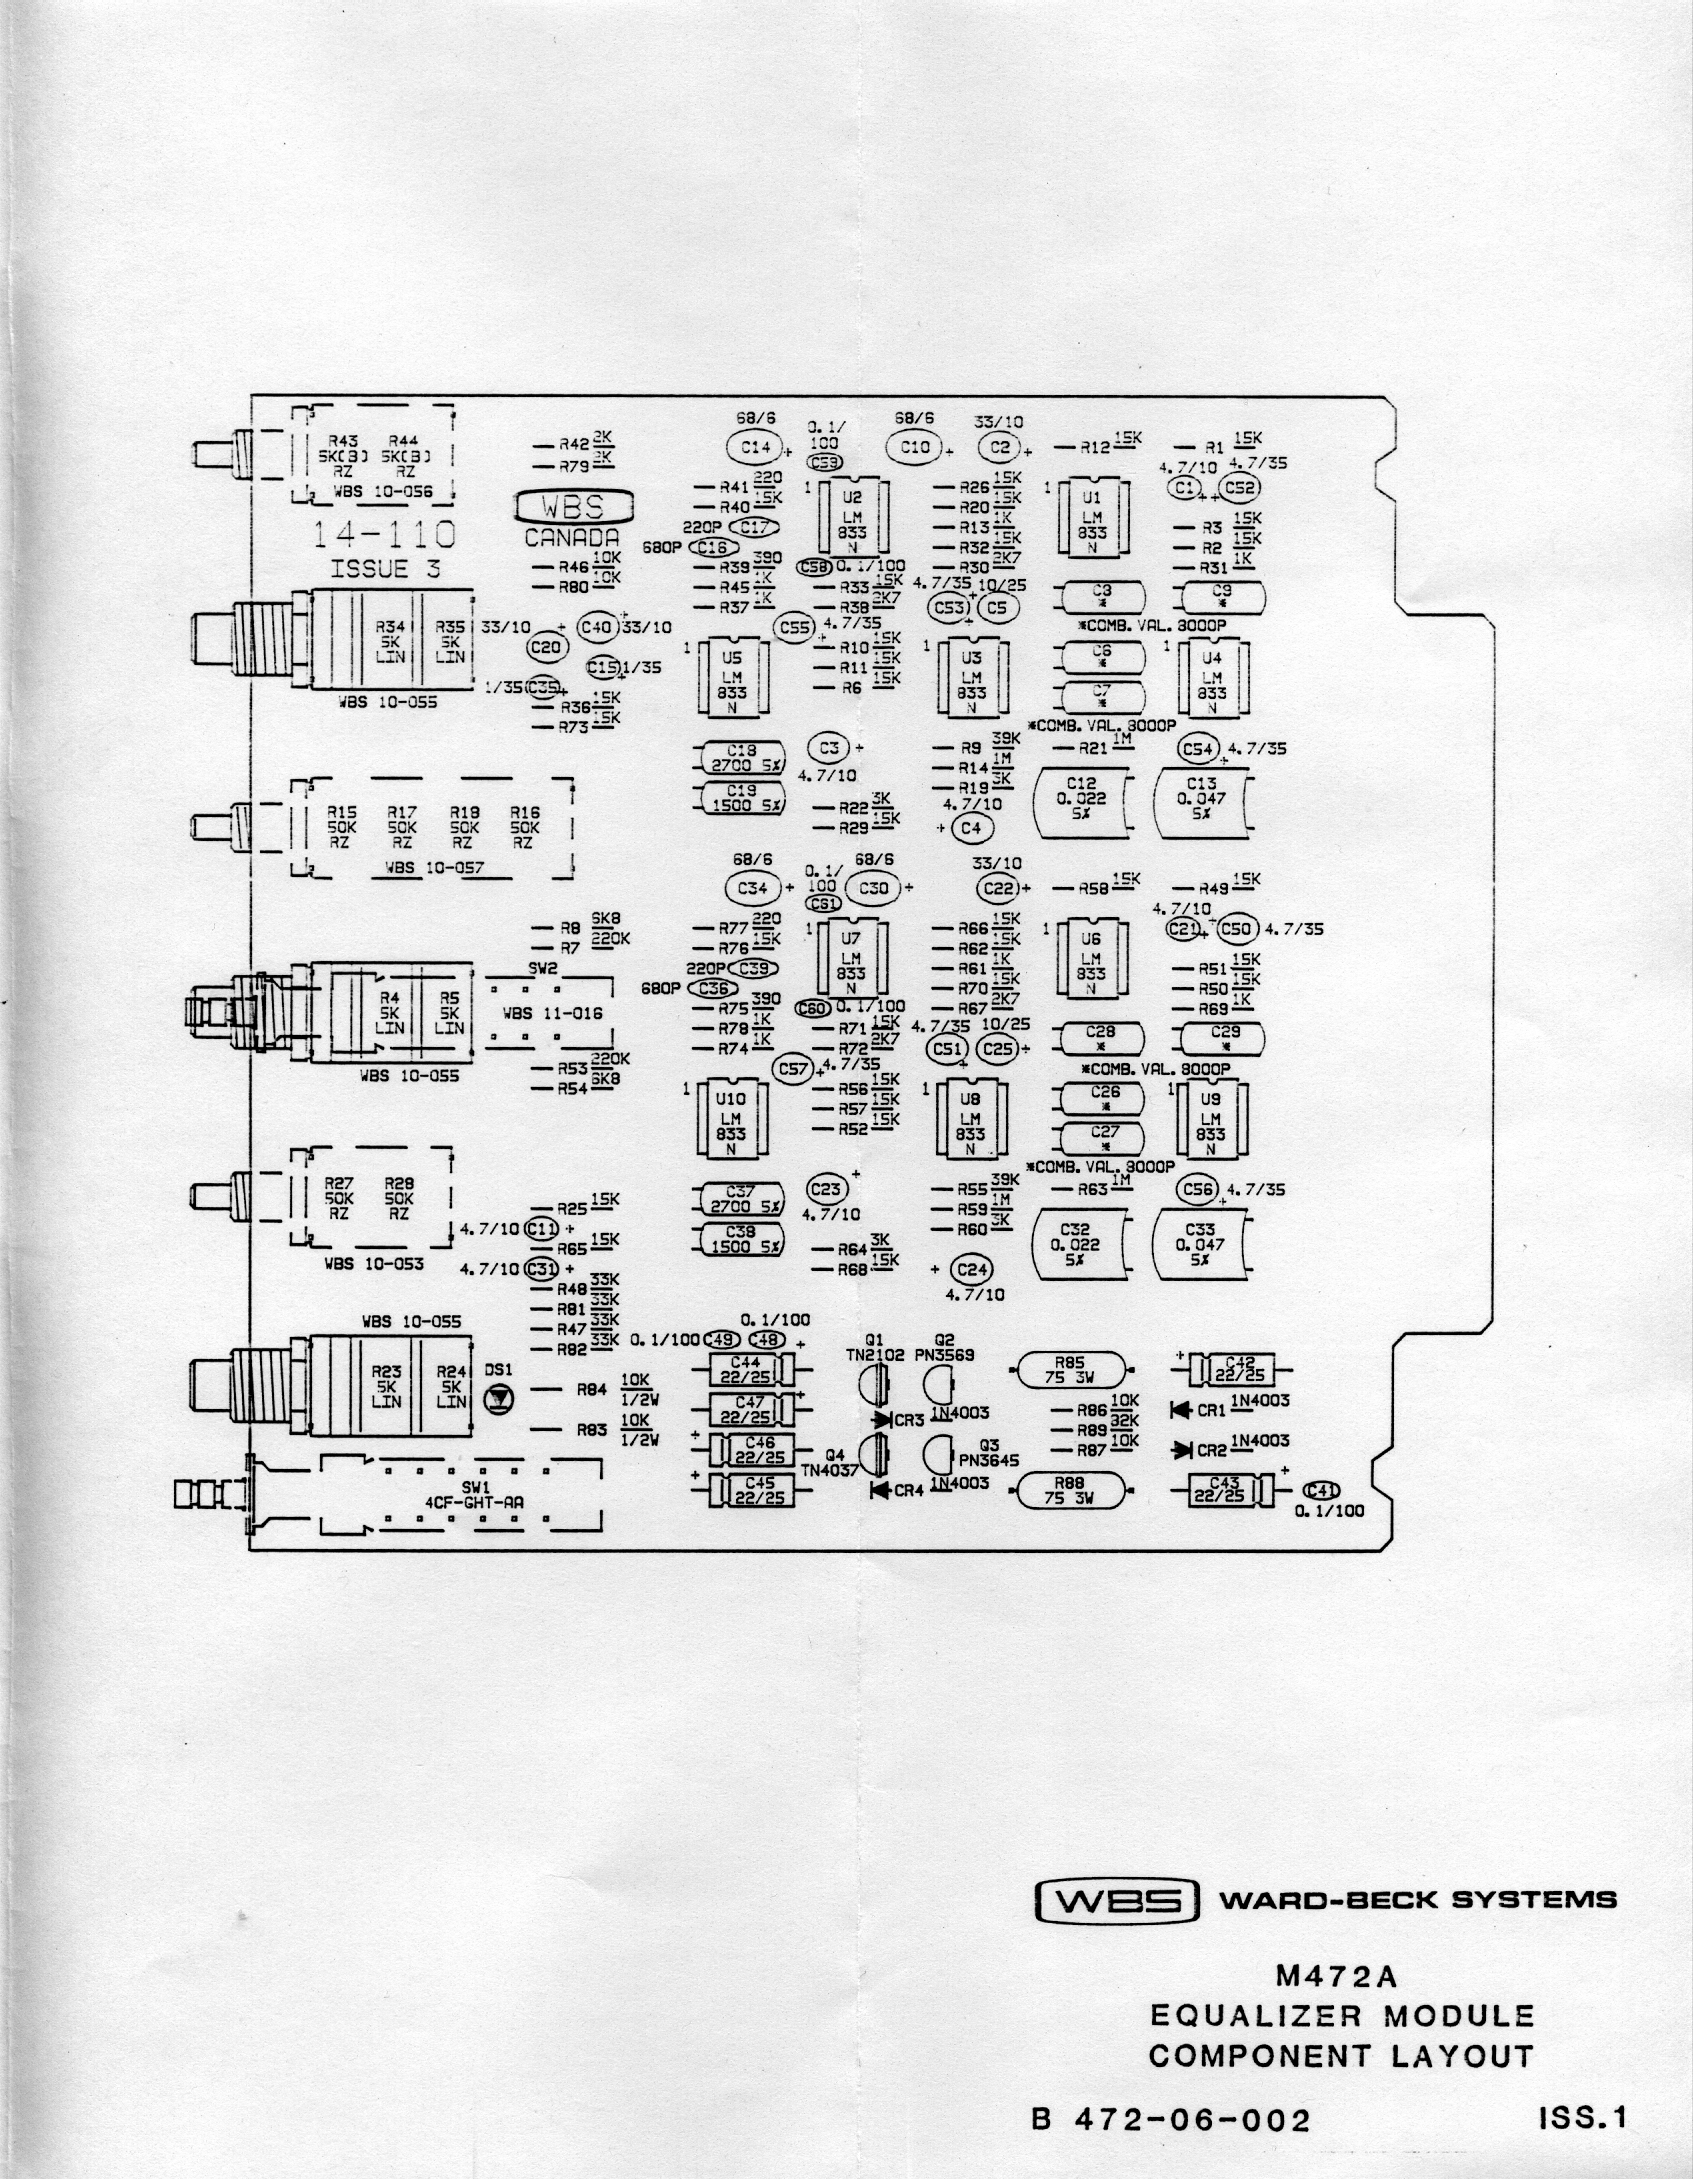 R43 R44
5K(B) 5K(B)
RZ RZ
WBS 10-056
14-110
ISSUE 3
WBS
CANADA
R42 2K
R79 2K
R46 10K
R80 10K
68/6
C14 +
0.1/
100
C59
68/6
C10 +
33/10
C2 +
R12 15K
R1 15K
4.7/10 4.7/35
C1 + + C52
R41 220
R40 15K
220P C17
680P C16
R39 390
R45 1K
R37 1K
1 U2
LM
833
N
C58 0.1/100
R33 15K
R38 2K7
R26 15K
R20 15K
R13 1K
R32 15K
R30 2K7
4.7/35 10/25
C53 + + C5
1 U1
LM
833
N
R3 15K
R2 15K
R31 1K
C8 *
C9 *
*COMB. VAL. 8000P
R34 R35
5K 5K
LIN LIN
WBS 10-055
33/10 + C40 + 33/10
C20
C15 + 1/35
1/35 C35 +
R36 15K
R73 15K
C55 + 4.7/35
R10 15K
R11 15K
R6 15K
1 U5
LM
833
N
1 U3
LM
833
N
C6 *
C7 *
*COMB. VAL. 8000P
1 U4
LM
833
N
C18
2700 5%
C19
1500 5%
C3 +
4.7/10
R22 3K
R29 15K
R9 39K
R14 1M
R19 3K
4.7/10
+ C4
R21 1M
C54 + 4.7/35
C12
0.022
5%
C13
0.047
5%
R15 R17 R18 R16
50K 50K 50K 50K
RZ RZ RZ RZ
WBS 10-057
68/6
C34 +
0.1/
100
C61
68/6
C30 +
33/10
C22 +
R58 15K
R49 15K
4.7/10
C21 + C50 4.7/35
R8 6K8
R7 220K
SW2
R77 220
R76 15K
220P C39
680P C36
R75 390
R78 1K
R74 1K
1 U7
LM
833
N
C60 0.1/100
R71 15K
R72 2K7
R66 15K
R62 15K
R61 1K
R70 15K
R67 2K7
4.7/35 10/25
C51 + C25 +
1 U6
LM
833
N
R51 15K
R50 15K
R69 1K
C28 *
C29 *
*COMB. VAL. 8000P
R4 R5
5K 5K
LIN LIN
WBS 11-016
WBS 10-055
R53 220K
R54 6K8
C57 + 4.7/35
R56 15K
R57 15K
R52 15K
1 U10
LM
833
N
1 U8
LM
833
N
C26 *
C27 *
*COMB. VAL. 8000P
1 U9
LM
833
N
R27 R28
50K 50K
RZ RZ
WBS 10-053
R25 15K
4.7/10 C11 +
R65 15K
4.7/10 C31 +
R48 33K
R81 33K
R47 33K
R82 33K
C37
2700 5%
C38
1500 5%
C23 +
4.7/10
R64 3K
R68 15K
R55 39K
R59 1M
R60 3K
+ C24
4.7/10
R63 1M
C56 + 4.7/35
C32
0.022
5%
C33
0.047
5%
WBS 10-055
R23 R24
5K 5K
LIN LIN
DS1
R84 10K
1/2W
R83 10K
1/2W
0.1/100
0.1/100 C49 C48
C44 +
22/25
C47 +
22/25
+ C46
22/25
+ C45
22/25
Q1 Q2
TN2102 PN3569
CR3 1N4003
Q4 Q3
TN4037 PN3645
CR4 1N4003
R85
75 3W
R86 10K
R89 32K
R87 10K
R88
75 3W
+ C42
22/25
CR1 1N4003
CR2 1N4003
C43 +
22/25
C41
0.1/100
SW1
4CF-GHT-AA
WBS WARD-BECK SYSTEMS
M472A
EQUALIZER MODULE
COMPONENT LAYOUT
B 472-06-002 ISS.1